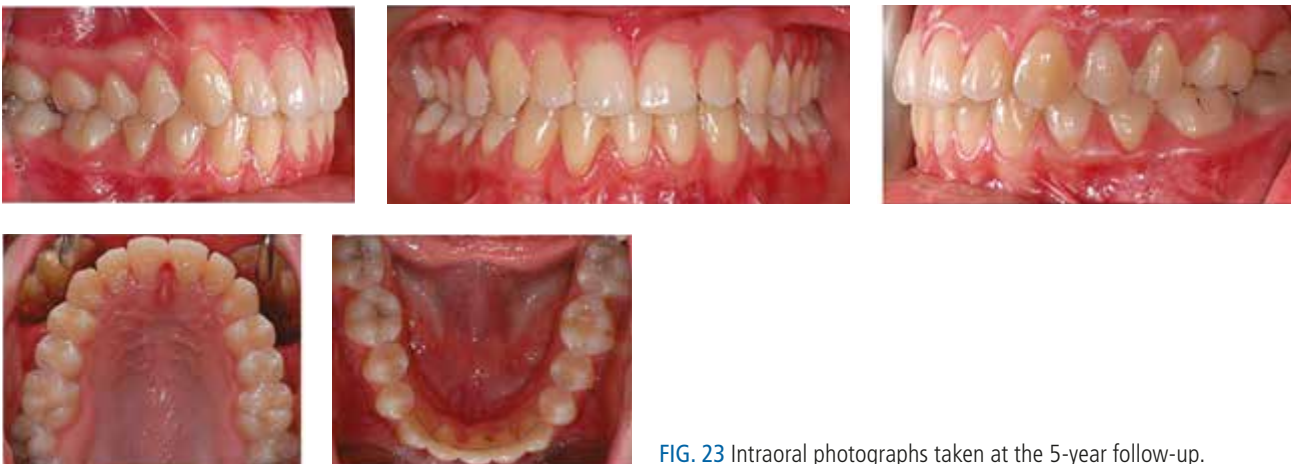 FIG. 23 Intraoral photographs taken at the 5-year follow-up.